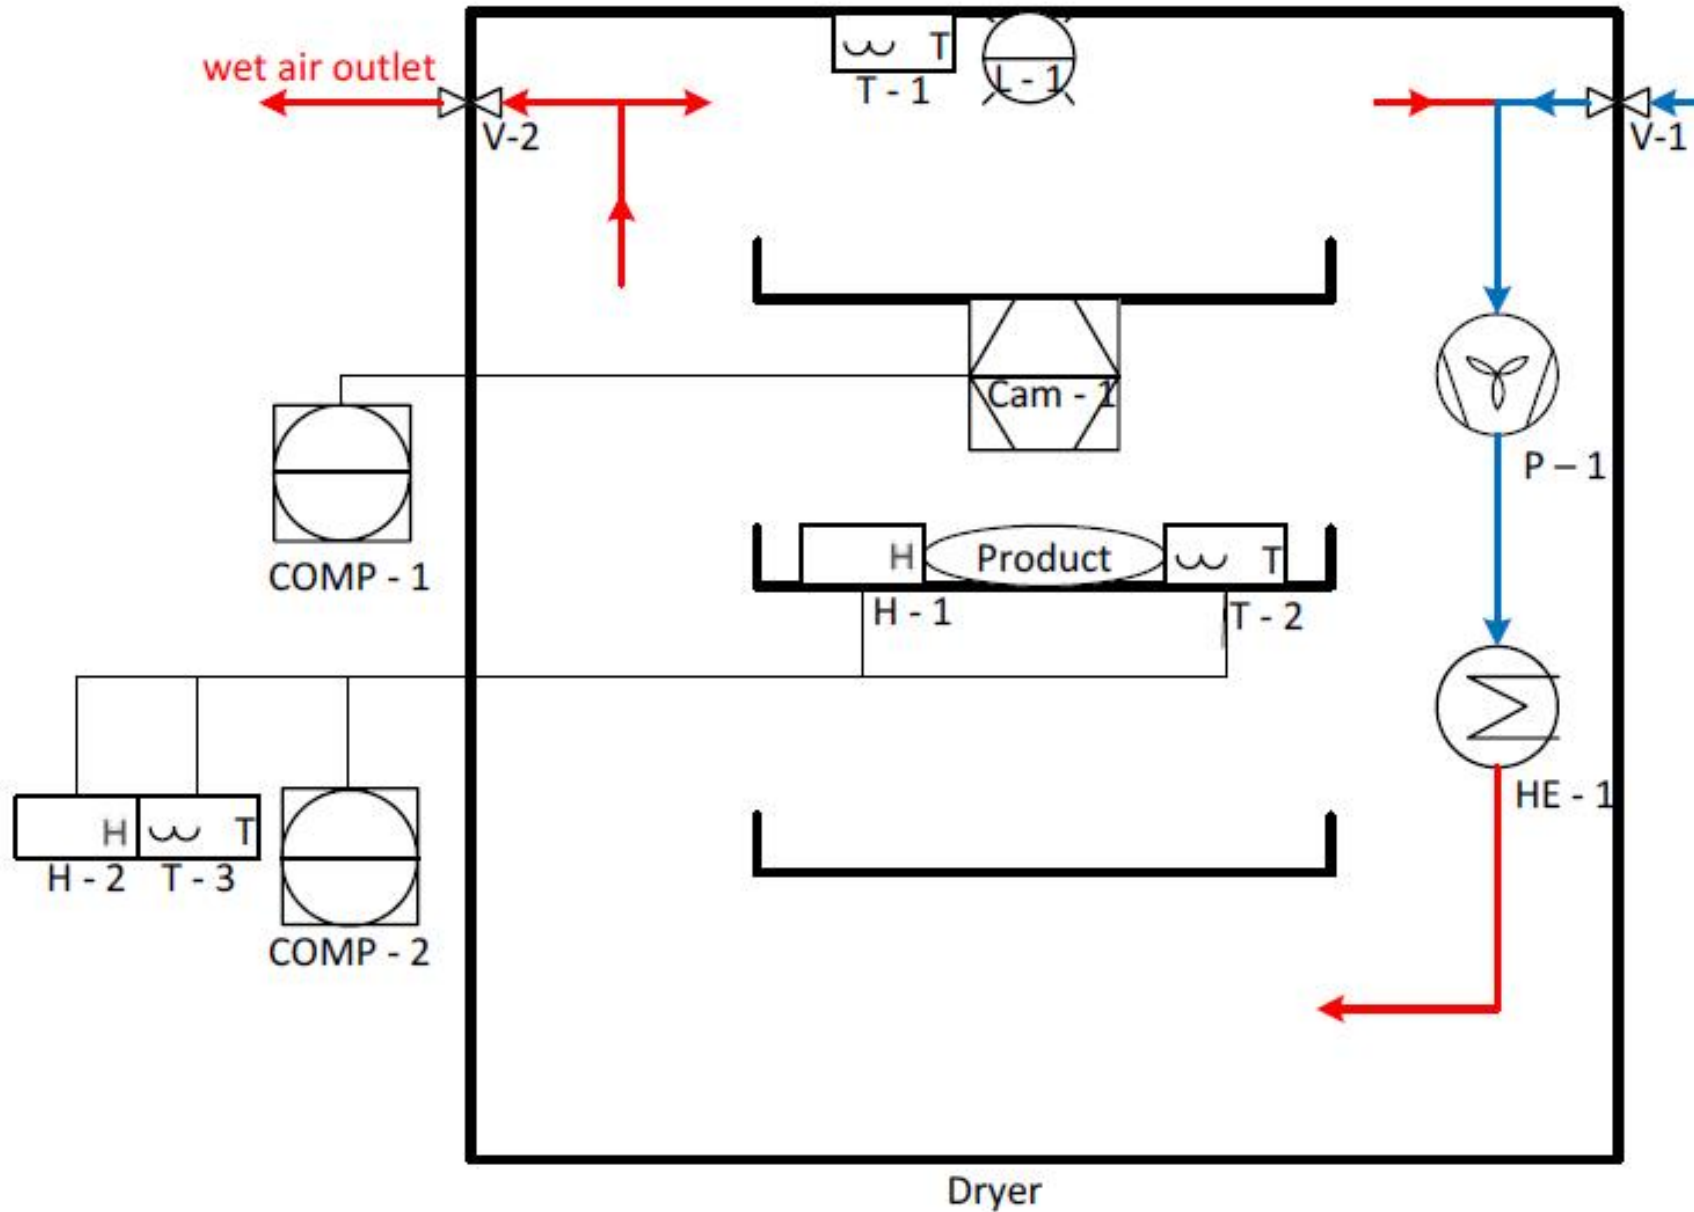 wet air outlet
T
T - 1
L - 1
V-2
V-1
Cam - 1
P – 1
COMP - 1
H
Product
T
H - 1
T - 2
HE - 1
H
T
H - 2
T - 3
COMP - 2
Dryer